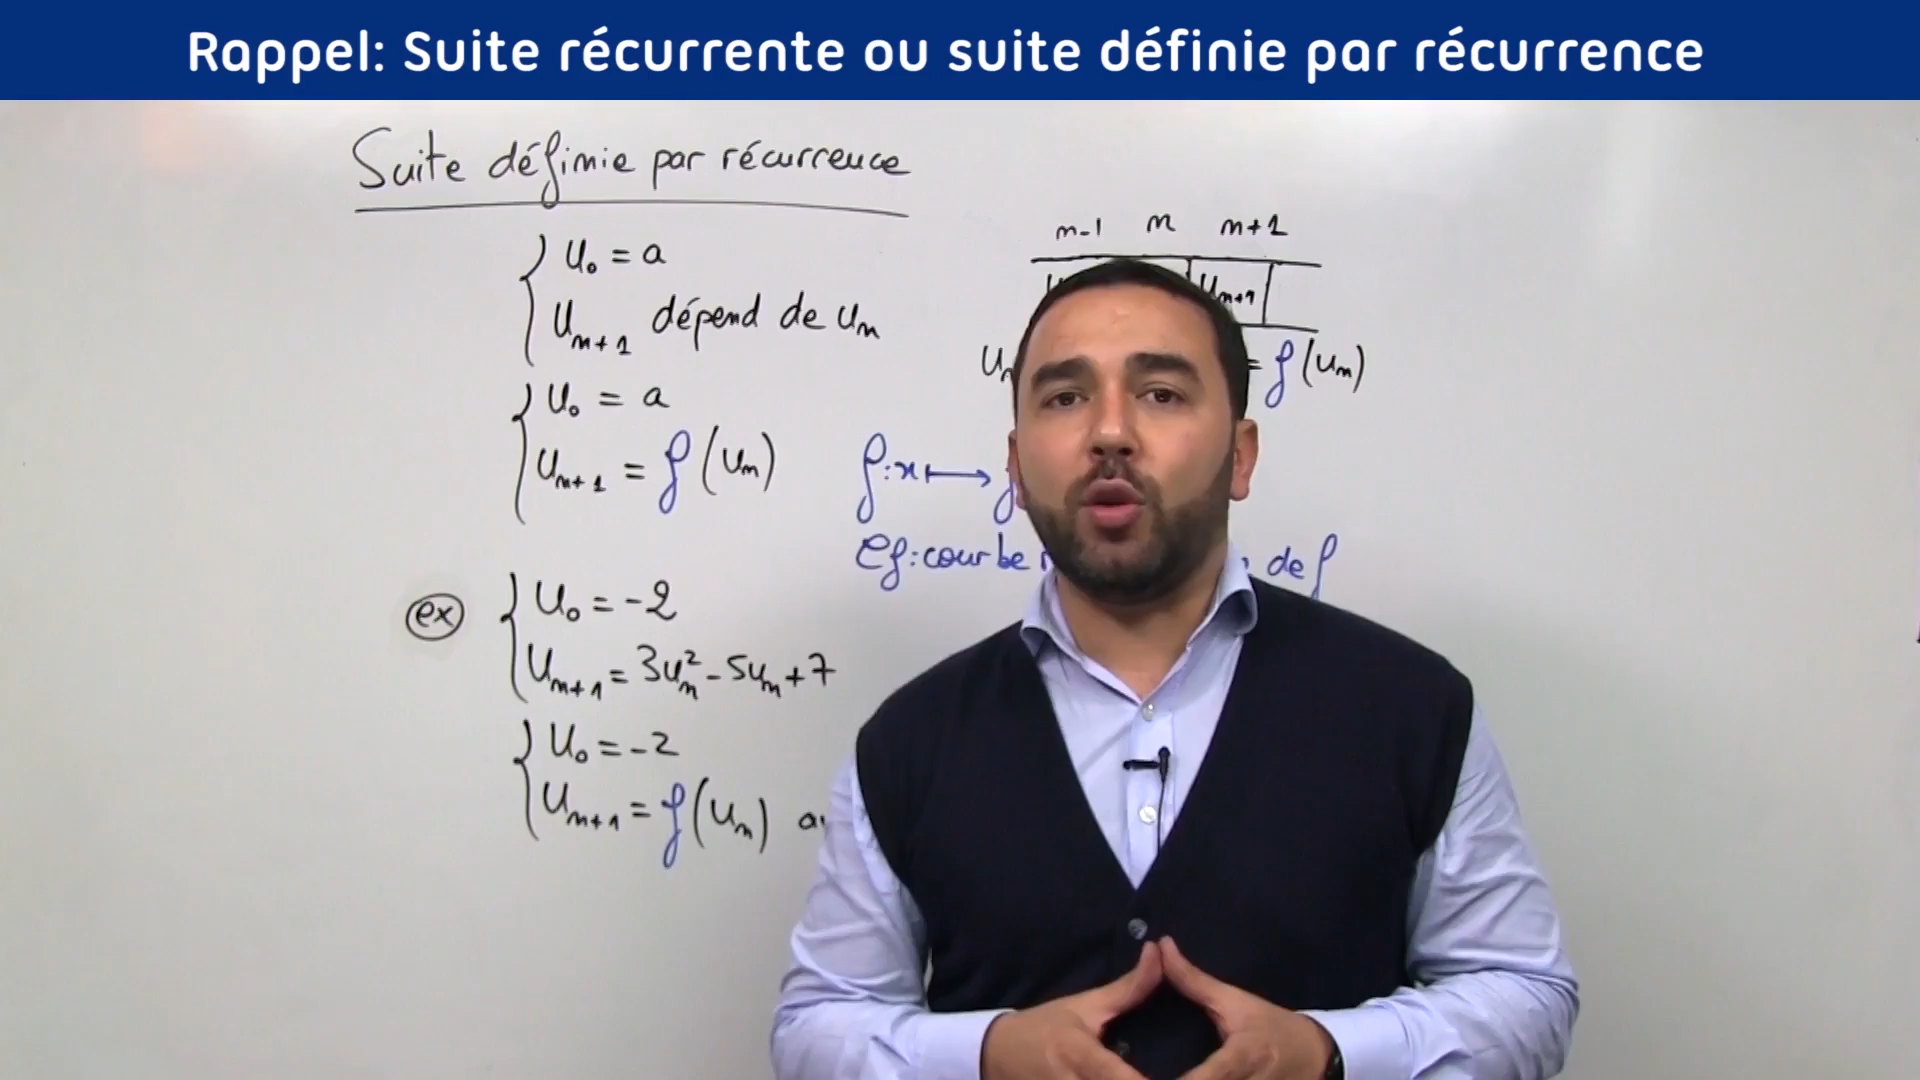 Rappel: Suite récurrente ou suite définie par récurrence
Suite définie par récurrence
{ U₀ = a
Uₙ₊₁ dépend de uₙ
{ U₀ = a
Uₙ₊₁ = f(uₙ)
n-1 n n+1
Uₙ₊₁
= f(uₙ)
f: x ⟼
Cf: courbe
de f
ex { U₀ = -2
Uₙ₊₁ = 3uₙ² - 5uₙ + 7
{ U₀ = -2
Uₙ₊₁ = f(uₙ)